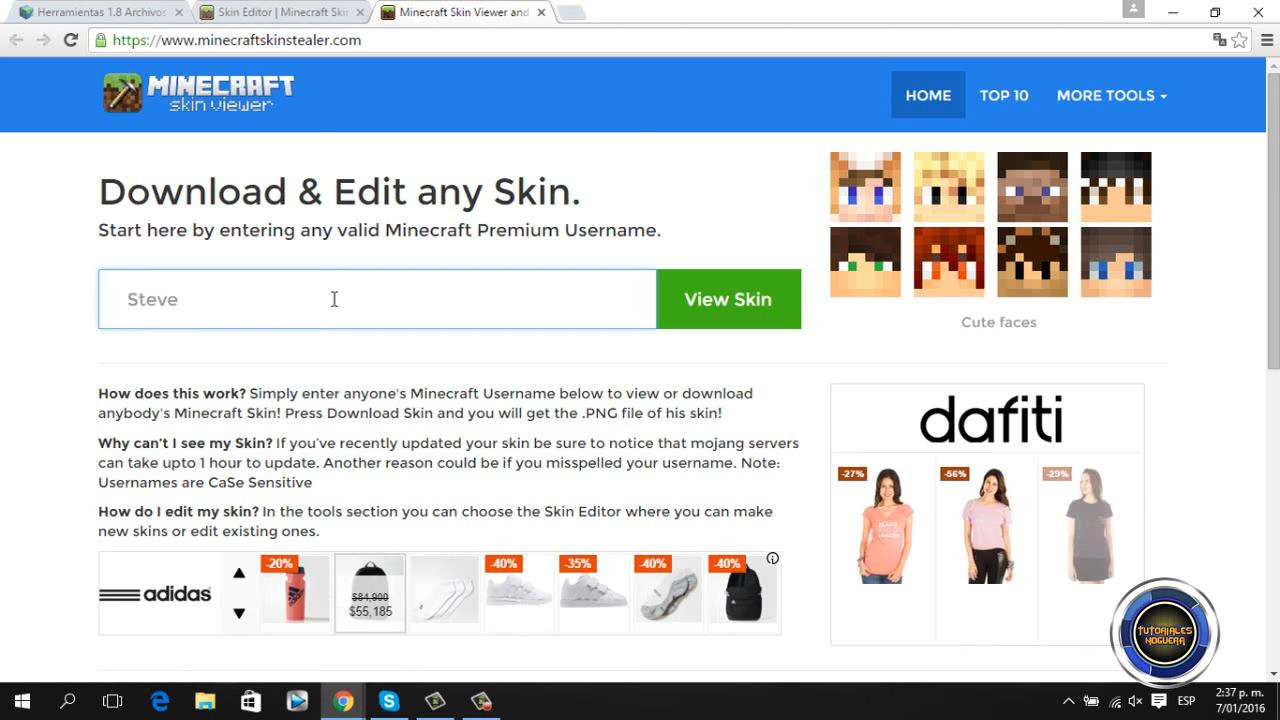 Herramientas 1.8 Archivos
Skin Editor | Minecraft Skin
Minecraft Skin Viewer and
https://www.minecraftskinstealer.com
MINECRAFT
skin viewer
HOME
TOP 10
MORE TOOLS
Download & Edit any Skin.
Start here by entering any valid Minecraft Premium Username.
Steve
View Skin
Cute faces
How does this work? Simply enter anyone's Minecraft Username below to view or download
anybody's Minecraft Skin! Press Download Skin and you will get the .PNG file of his skin!
Why can't I see my Skin? If you've recently updated your skin be sure to notice that mojang servers
can take upto 1 hour to update. Another reason could be if you misspelled your username. Note:
Usernames are CaSe Sensitive
How do I edit my skin? In the tools section you can choose the Skin Editor where you can make
new skins or edit existing ones.
adidas
-20%
$84,900
$55,185
-40%
-35%
-40%
-40%
dafiti
-27%
-56%
-29%
TUTORIALES
NOGUERA
ESP
2:37 p. m.
7/01/2016